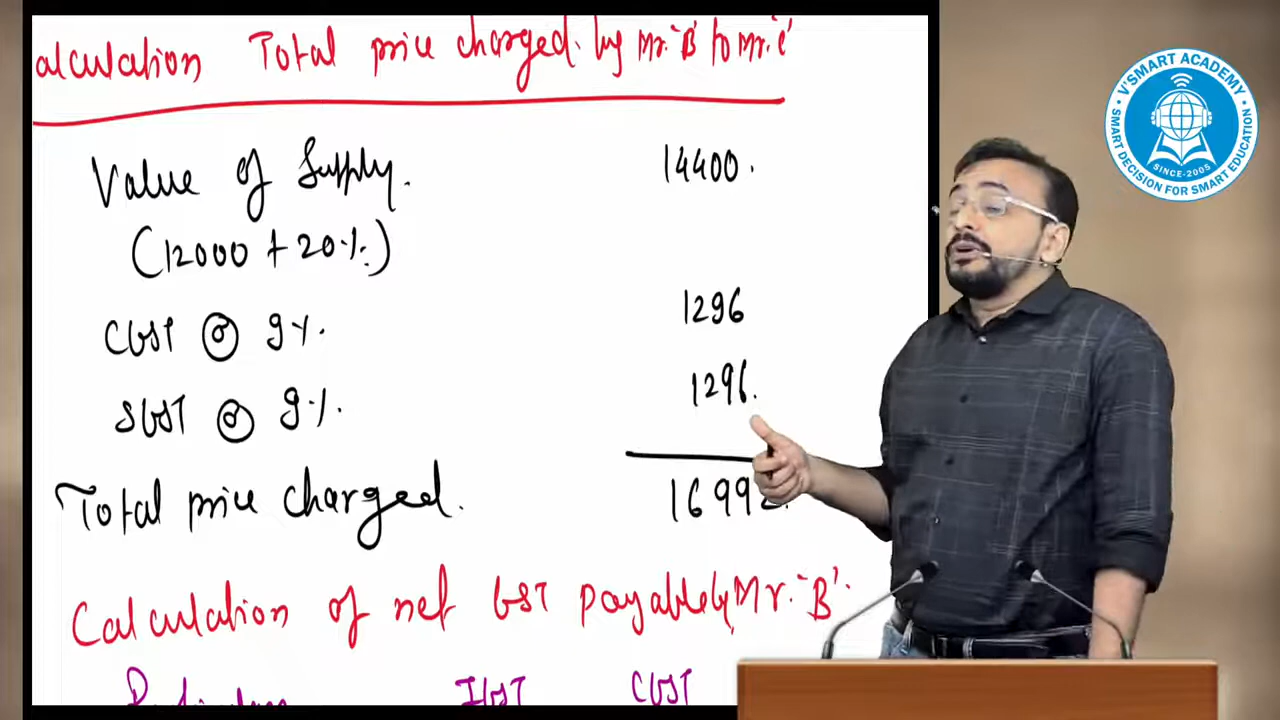 alculation Total price charged by Mr. 'B' to Mr. 'C'
Value of Supply. 14400.
(12000 + 20%.)
CGST @ 9%. 1296
SGST @ 9%. 1296.
Total price charged. 16992.
Calculation of net GST payable by Mr. 'B'.
IGST CGST
V'SMART ACADEMY
SINCE-2005
SMART DECISION FOR SMART EDUCATION